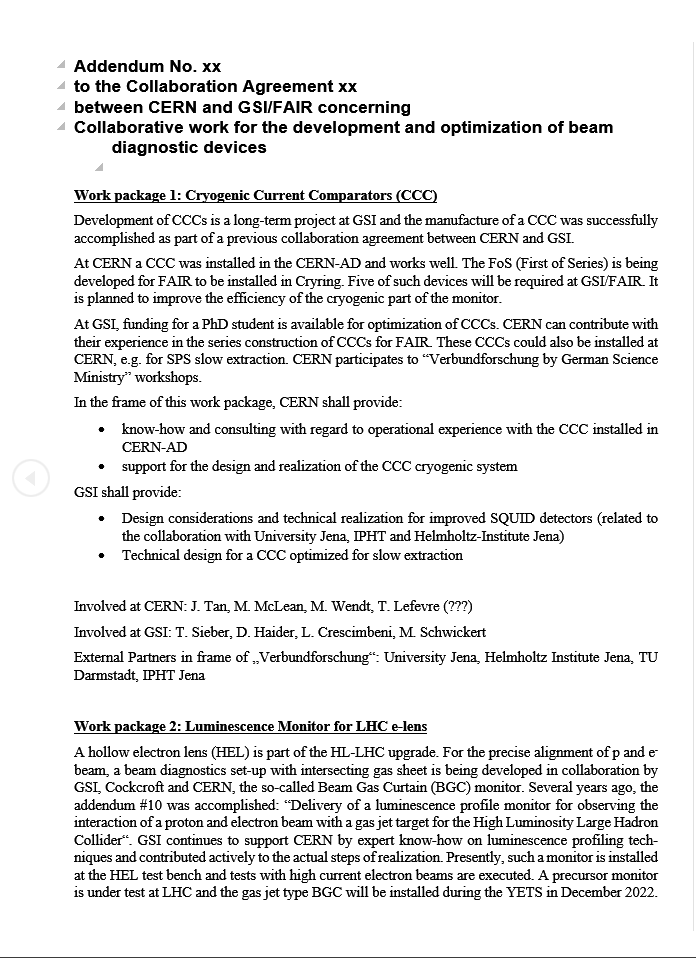 Addendum No. xx
to the Collaboration Agreement xx
between CERN and GSI/FAIR concerning
Collaborative work for the development and optimization of beam
diagnostic devices
Work package 1: Cryogenic Current Comparators (CCC)
Development of CCCs is a long-term project at GSI and the manufacture of a CCC was successfully
accomplished as part of a previous collaboration agreement between CERN and GSI.
At CERN a CCC was installed in the CERN-AD and works well. The FoS (First of Series) is being
developed for FAIR to be installed in Cryring. Five of such devices will be required at GSI/FAIR. It
is planned to improve the efficiency of the cryogenic part of the monitor.
At GSI, funding for a PhD student is available for optimization of CCCs. CERN can contribute with
their experience in the series construction of CCCs for FAIR. These CCCs could also be installed at
CERN, e.g. for SPS slow extraction. CERN participates to “Verbundforschung by German Science
Ministry” workshops.
In the frame of this work package, CERN shall provide:
• know-how and consulting with regard to operational experience with the CCC installed in
CERN-AD
• support for the design and realization of the CCC cryogenic system
GSI shall provide:
• Design considerations and technical realization for improved SQUID detectors (related to
the collaboration with University Jena, IPHT and Helmholtz-Institute Jena)
• Technical design for a CCC optimized for slow extraction
Involved at CERN: J. Tan, M. McLean, M. Wendt, T. Lefevre (???)
Involved at GSI: T. Sieber, D. Haider, L. Crescimbeni, M. Schwickert
External Partners in frame of „Verbundforschung“: University Jena, Helmholtz Institute Jena, TU
Darmstadt, IPHT Jena
Work package 2: Luminescence Monitor for LHC e-lens
A hollow electron lens (HEL) is part of the HL-LHC upgrade. For the precise alignment of p and e⁻
beam, a beam diagnostics set-up with intersecting gas sheet is being developed in collaboration by
GSI, Cockcroft and CERN, the so-called Beam Gas Curtain (BGC) monitor. Several years ago, the
addendum #10 was accomplished: “Delivery of a luminescence profile monitor for observing the
interaction of a proton and electron beam with a gas jet target for the High Luminosity Large Hadron
Collider“. GSI continues to support CERN by expert know-how on luminescence profiling tech-
niques and contributed actively to the actual steps of realization. Presently, such a monitor is installed
at the HEL test bench and tests with high current electron beams are executed. A precursor monitor
is under test at LHC and the gas jet type BGC will be installed during the YETS in December 2022.